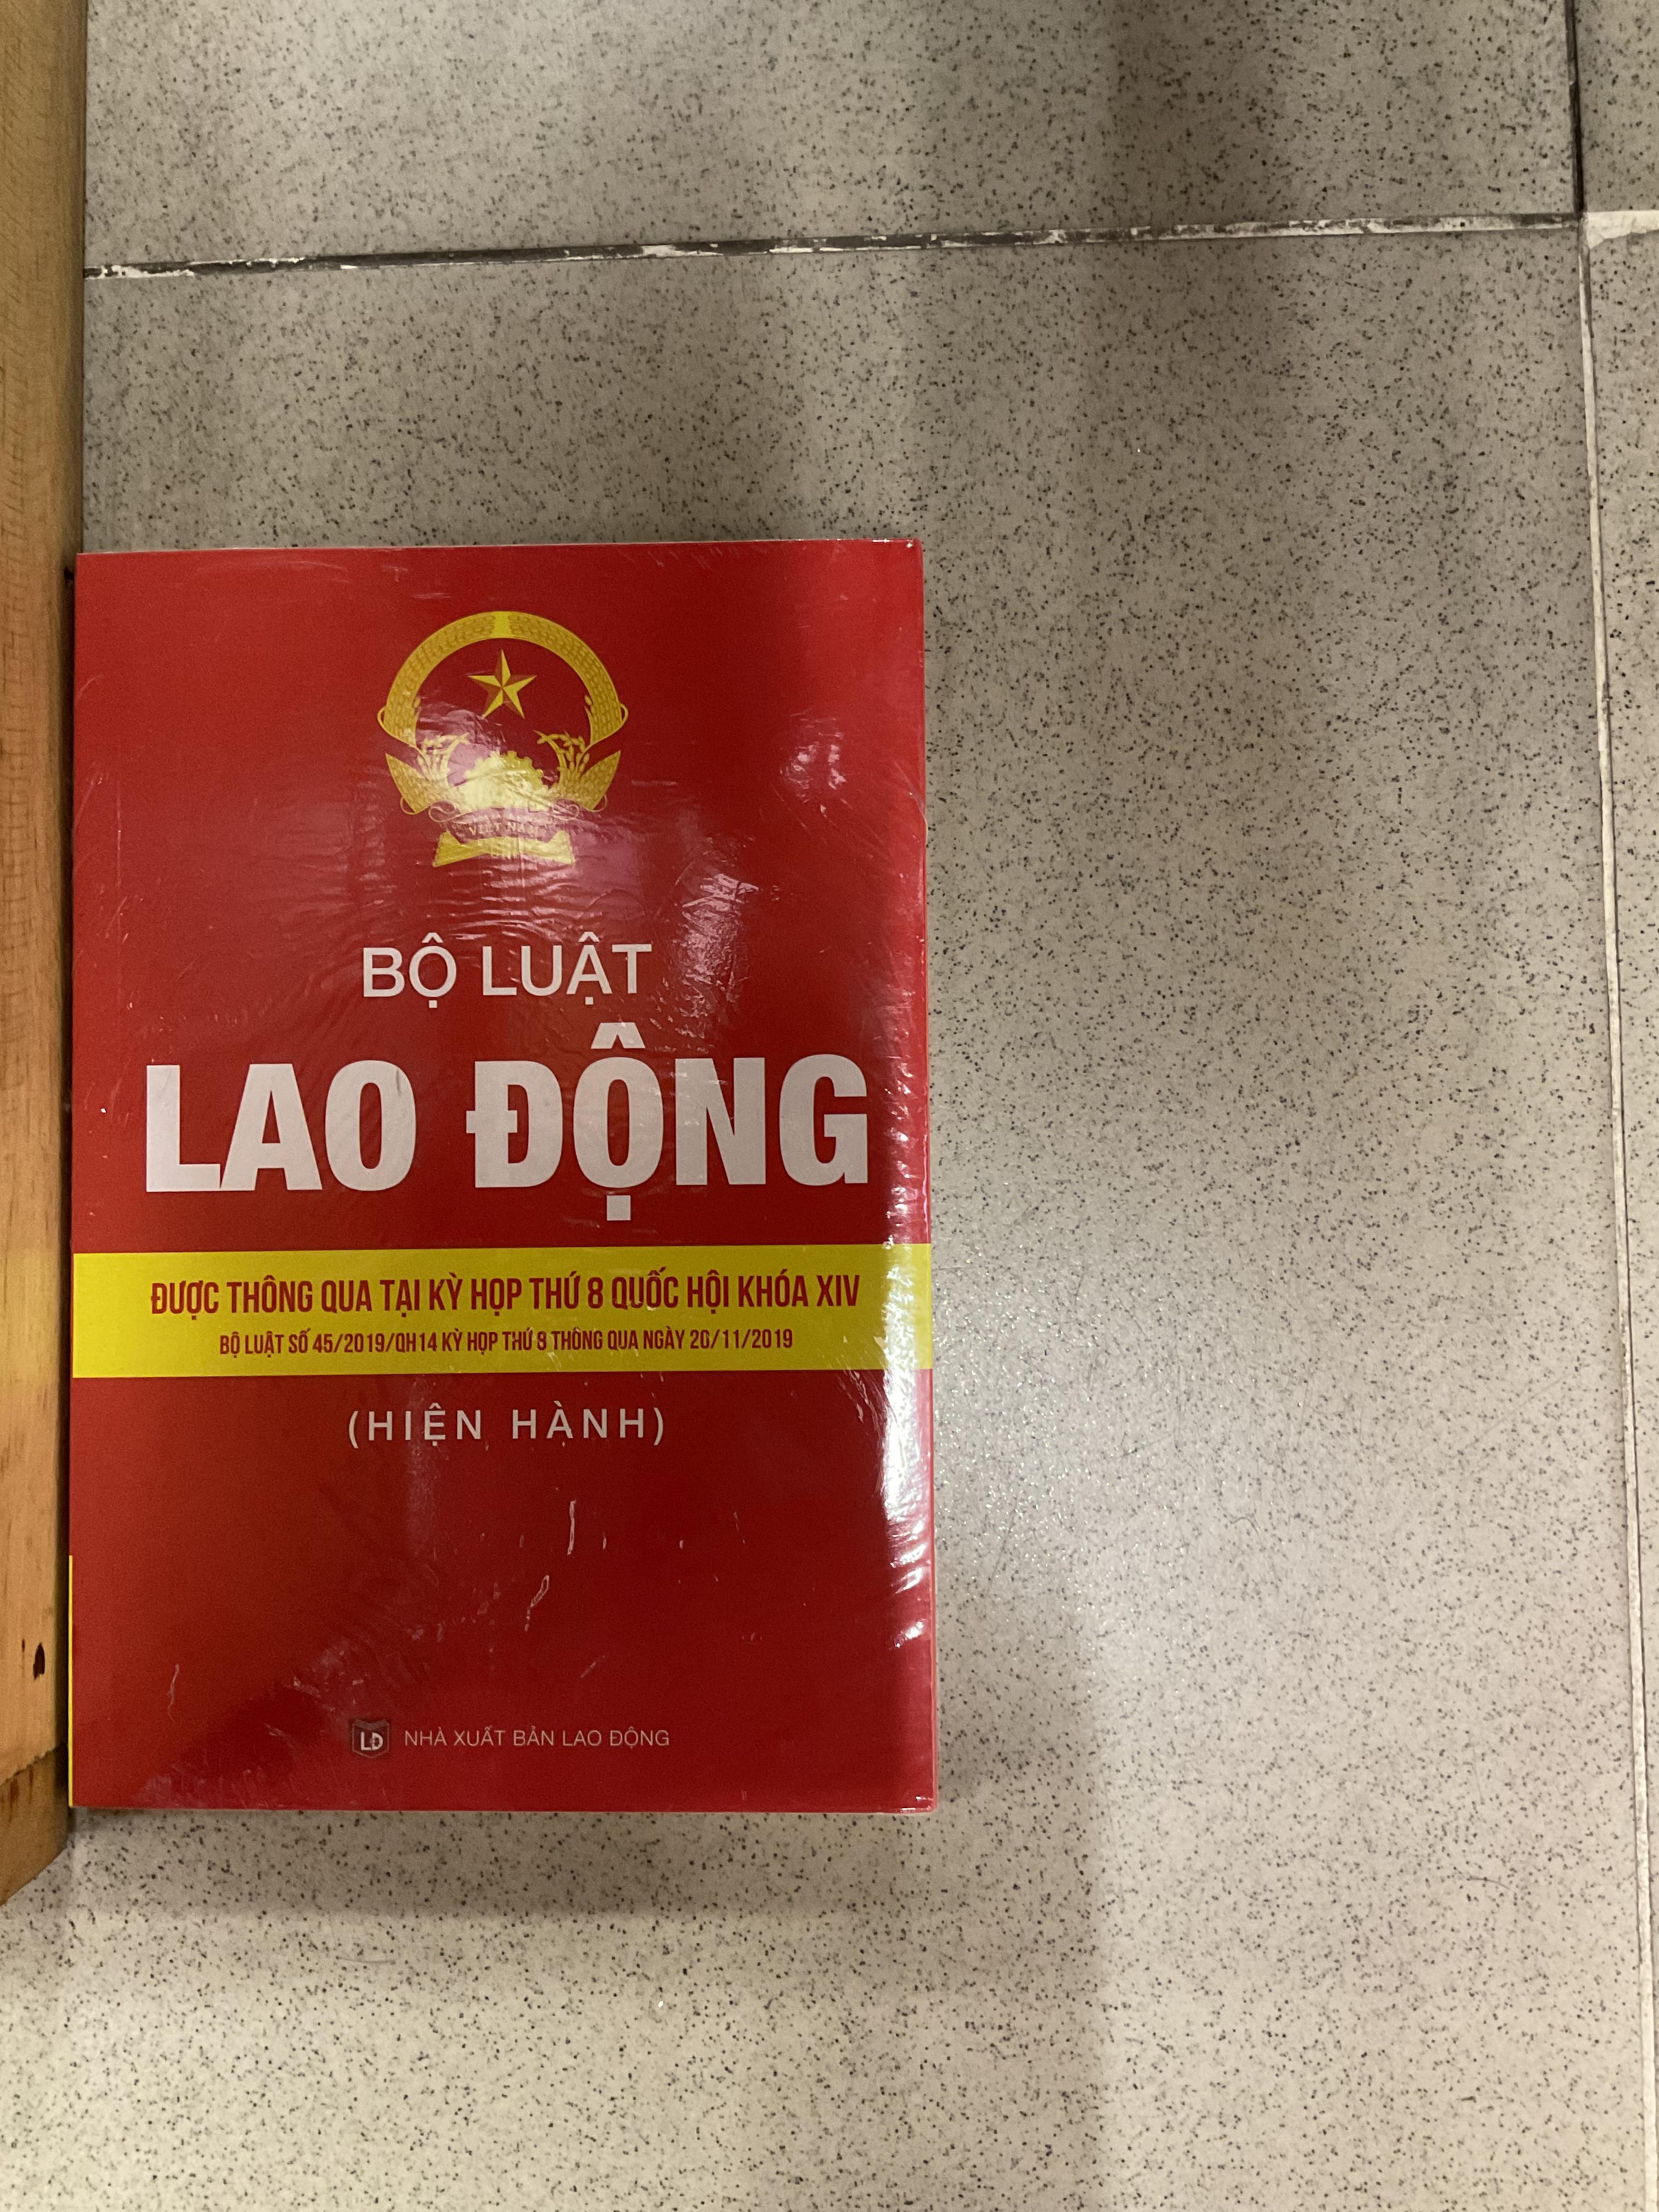 VIỆT NAM
BỘ LUẬT
LAO ĐỘNG
ĐƯỢC THÔNG QUA TẠI KỲ HỌP THỨ 8 QUỐC HỘI KHÓA XIV
BỘ LUẬT SỐ 45/2019/QH14 KỲ HỌP THỨ 8 THÔNG QUA NGÀY 20/11/2019
(HIỆN HÀNH)
LĐ NHÀ XUẤT BẢN LAO ĐỘNG